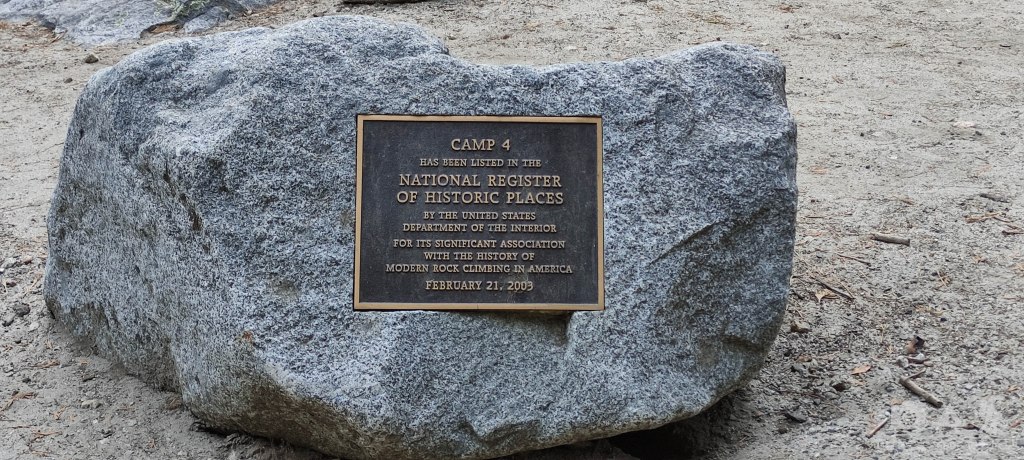 CAMP 4
HAS BEEN LISTED IN THE
NATIONAL REGISTER
OF HISTORIC PLACES
BY THE UNITED STATES
DEPARTMENT OF THE INTERIOR
FOR ITS SIGNIFICANT ASSOCIATION
WITH THE HISTORY OF
MODERN ROCK CLIMBING IN AMERICA
FEBRUARY 21, 2003